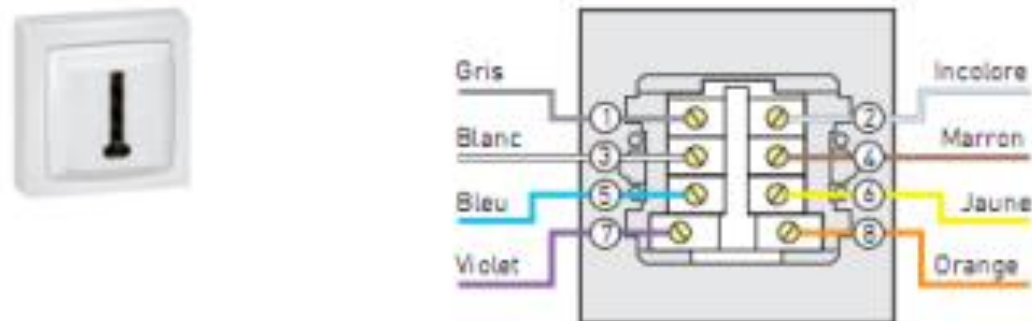 Gris
Incolore
1
2
Blanc
Marron
3
4
Bleu
Jaune
5
6
Violet
Orange
7
8